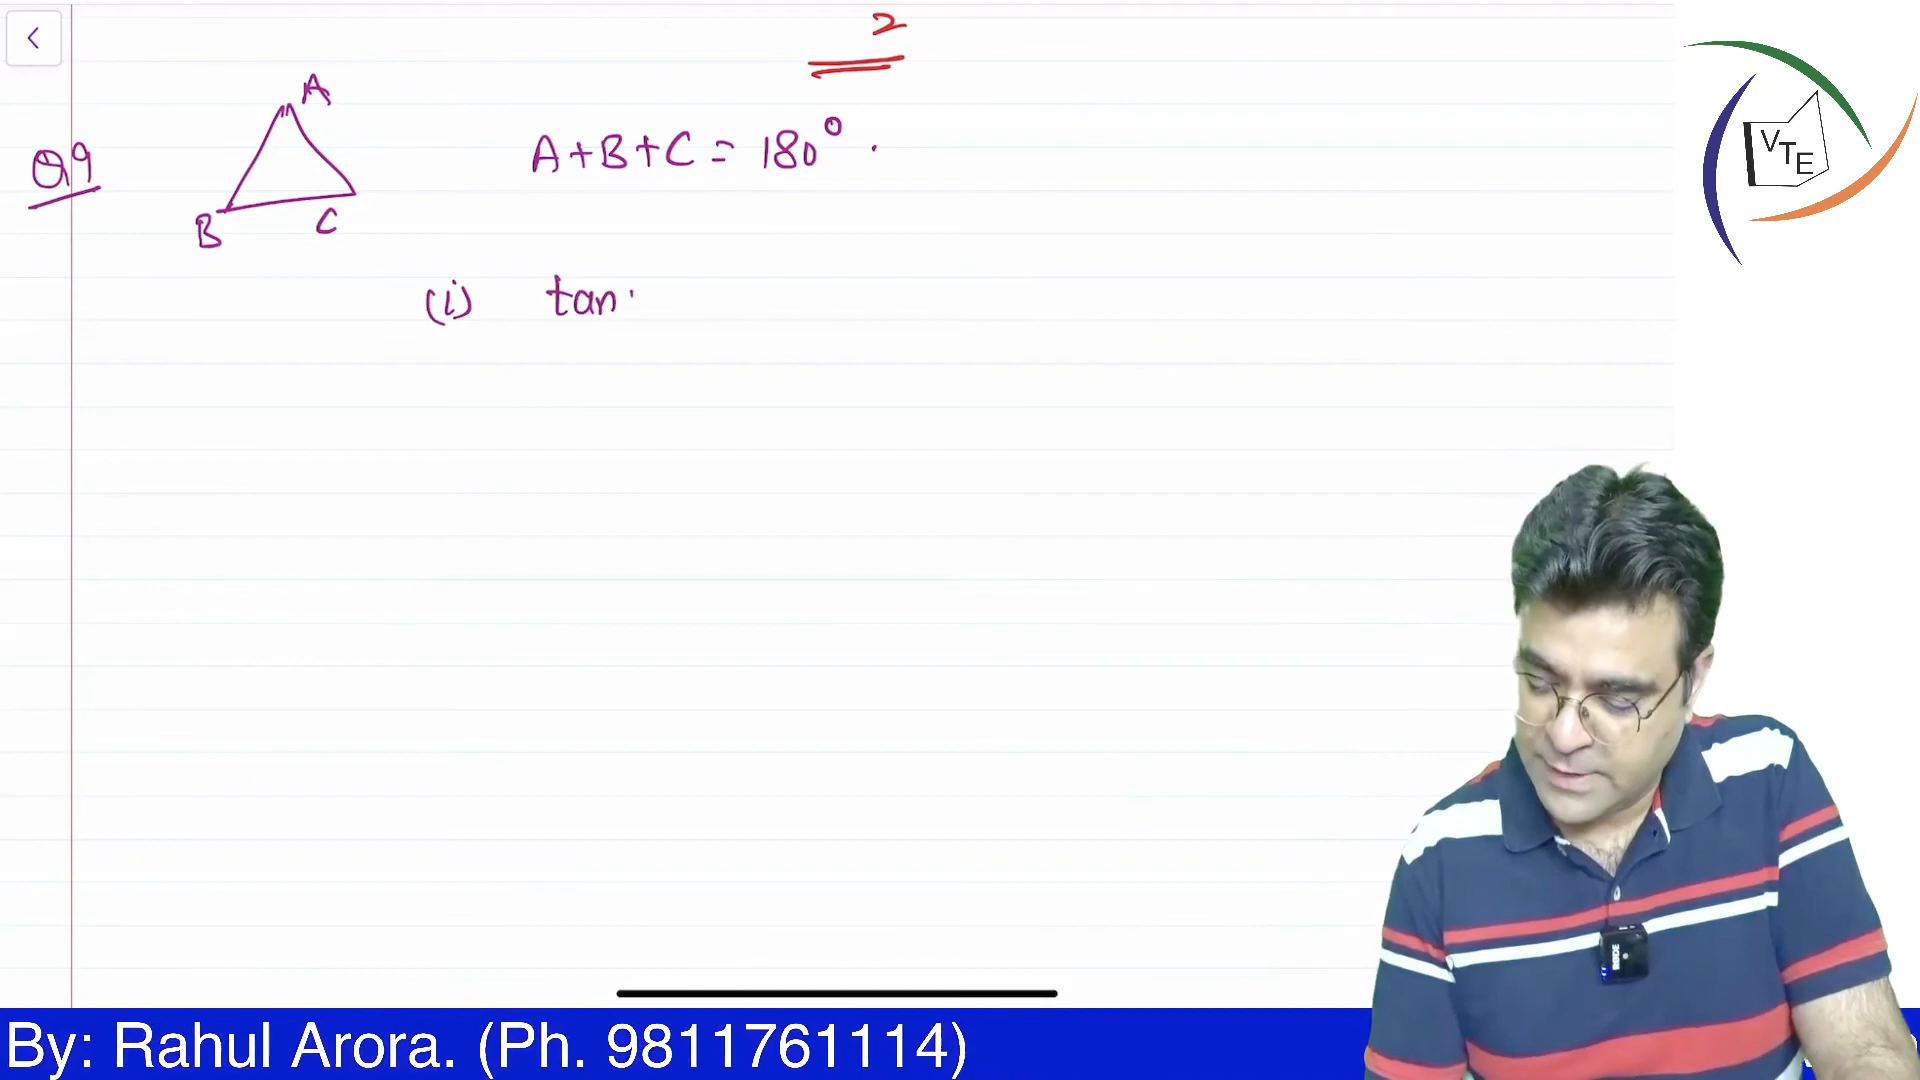 2
Q9
A
B
C
A+B+C = 180°.
(i) tan
VTE
By: Rahul Arora. (Ph. 9811761114)